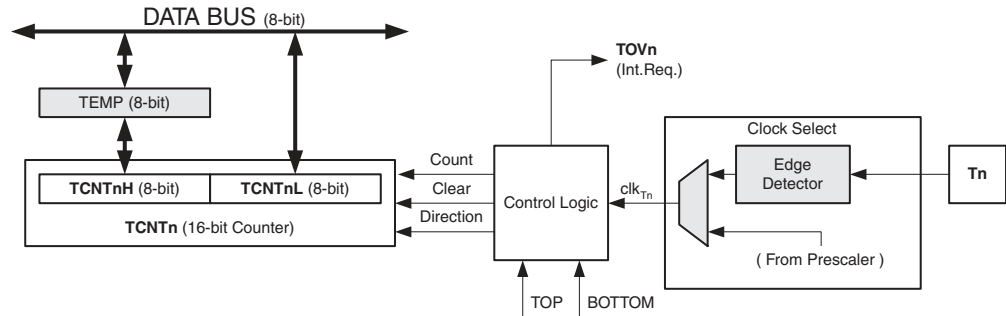 DATA BUS (8-bit)
TOVn
(Int.Req.)
TEMP (8-bit)
Clock Select
Count
Edge
Detector
Tn
TCNTnH (8-bit) TCNTnL (8-bit)
Clear
Control Logic
clkTn
TCNTn (16-bit Counter)
Direction
( From Prescaler )
TOP
BOTTOM